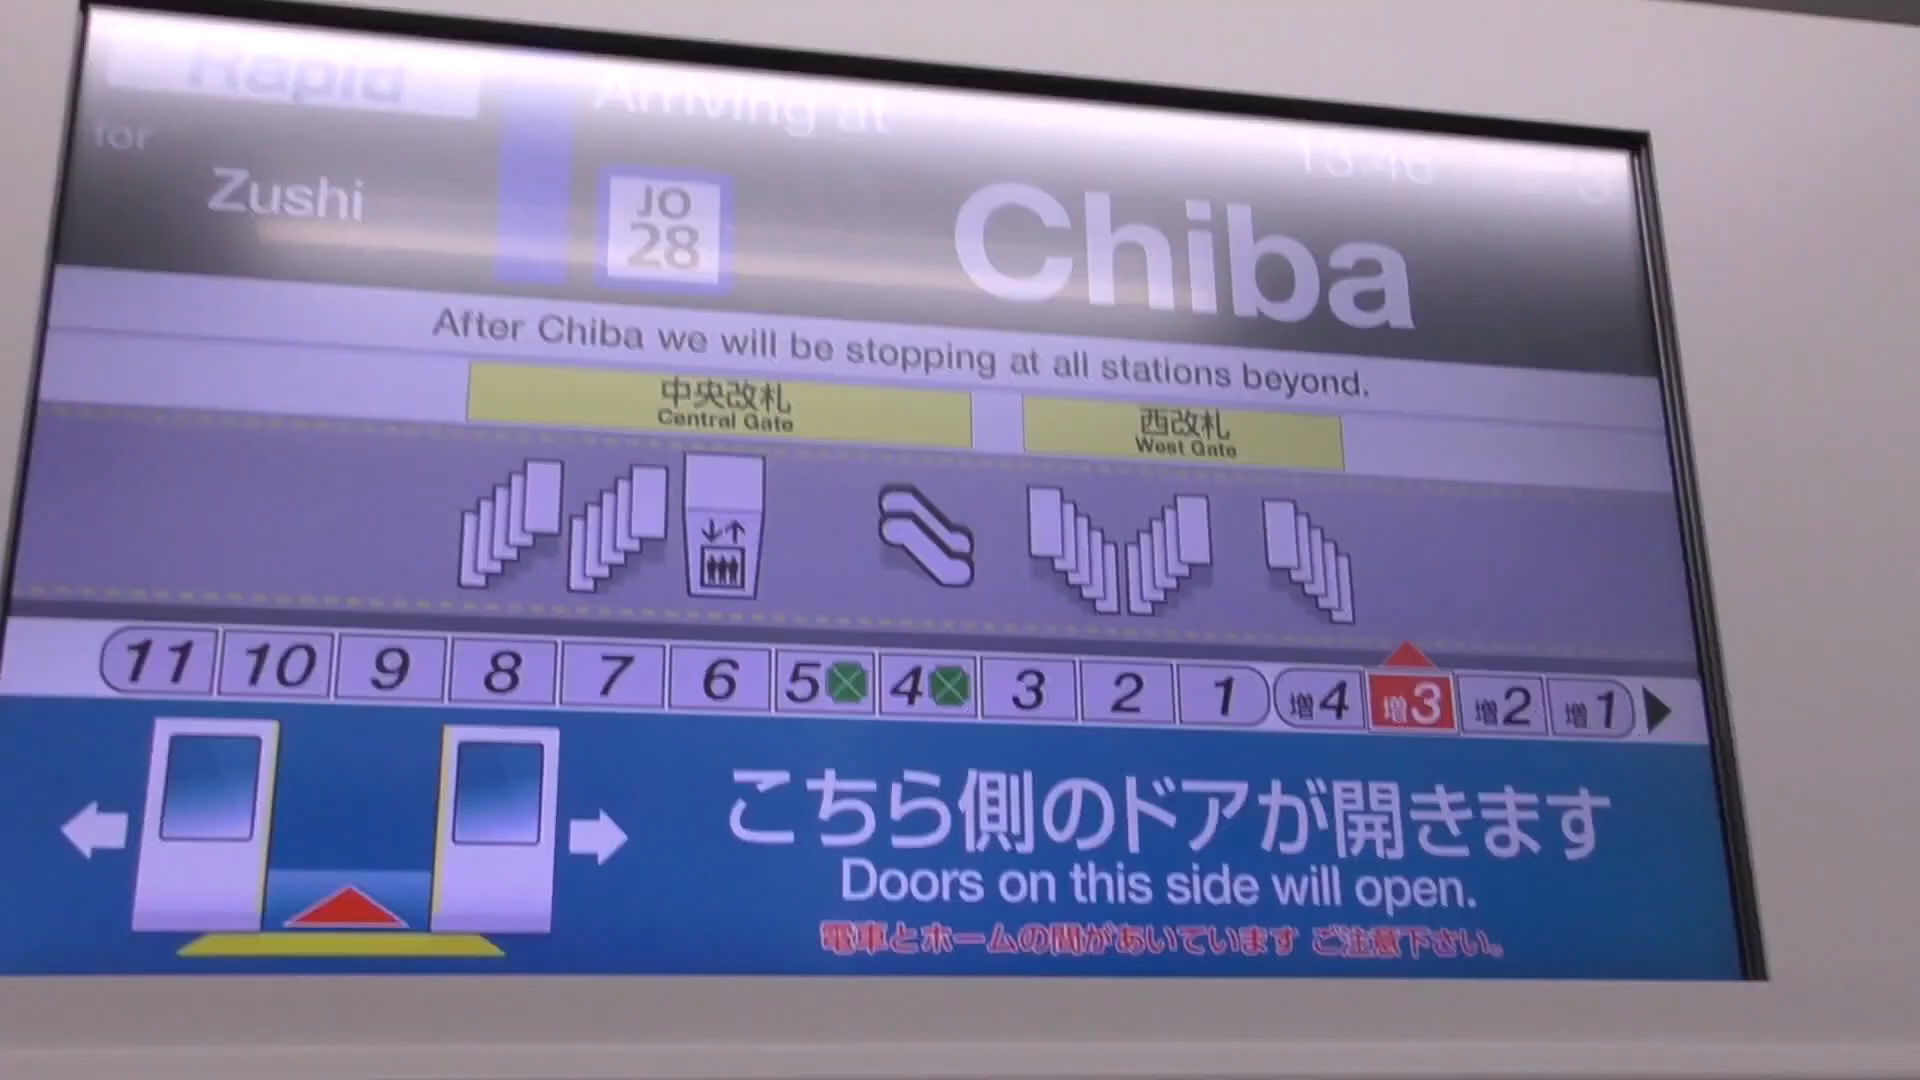 Rapid
Arriving at
for
Zushi
JO
28
Chiba
After Chiba we will be stopping at all stations beyond.
中央改札
Central Gate
西改札
West Gate
11 10 9 8 7 6 5 4 3 2 1 増4 増3 増2 増1
こちら側のドアが開きます
Doors on this side will open.
電車とホームの間があいています ご注意下さい。